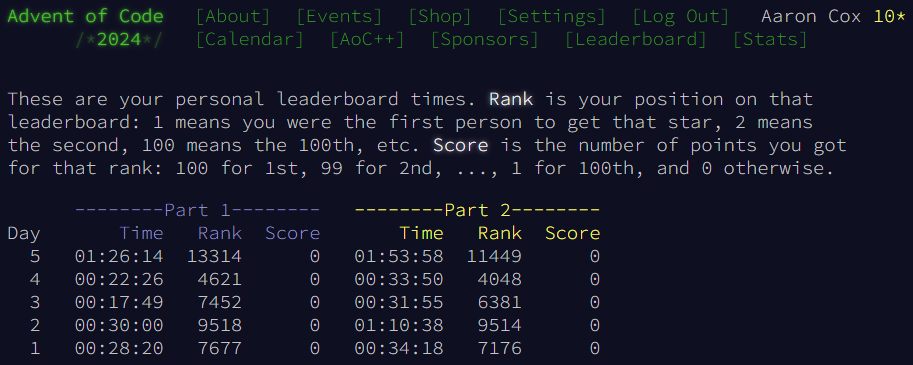 Advent of Code [About] [Events] [Shop] [Settings] [Log Out] Aaron Cox 10*
/*2024*/ [Calendar] [AoC++] [Sponsors] [Leaderboard] [Stats]
These are your personal leaderboard times. Rank is your position on that
leaderboard: 1 means you were the first person to get that star, 2 means
the second, 100 means the 100th, etc. Score is the number of points you got
for that rank: 100 for 1st, 99 for 2nd, ..., 1 for 100th, and 0 otherwise.
--------Part 1-------- --------Part 2--------
Day Time Rank Score Time Rank Score
5 01:26:14 13314 0 01:53:58 11449 0
4 00:22:26 4621 0 00:33:50 4048 0
3 00:17:49 7452 0 00:31:55 6381 0
2 00:30:00 9518 0 01:10:38 9514 0
1 00:28:20 7677 0 00:34:18 7176 0